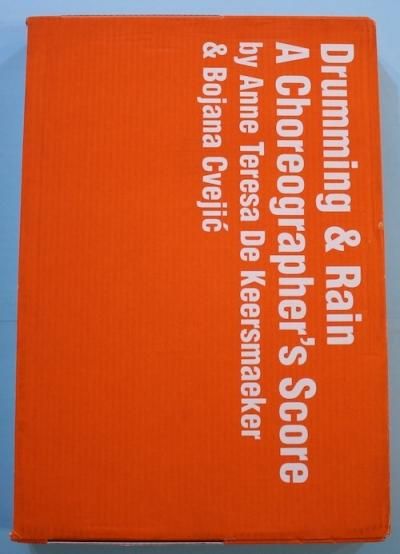 Drumming & Rain
A Choreographer's Score
by Anne Teresa De Keersmaeker
& Bojana Cvejić